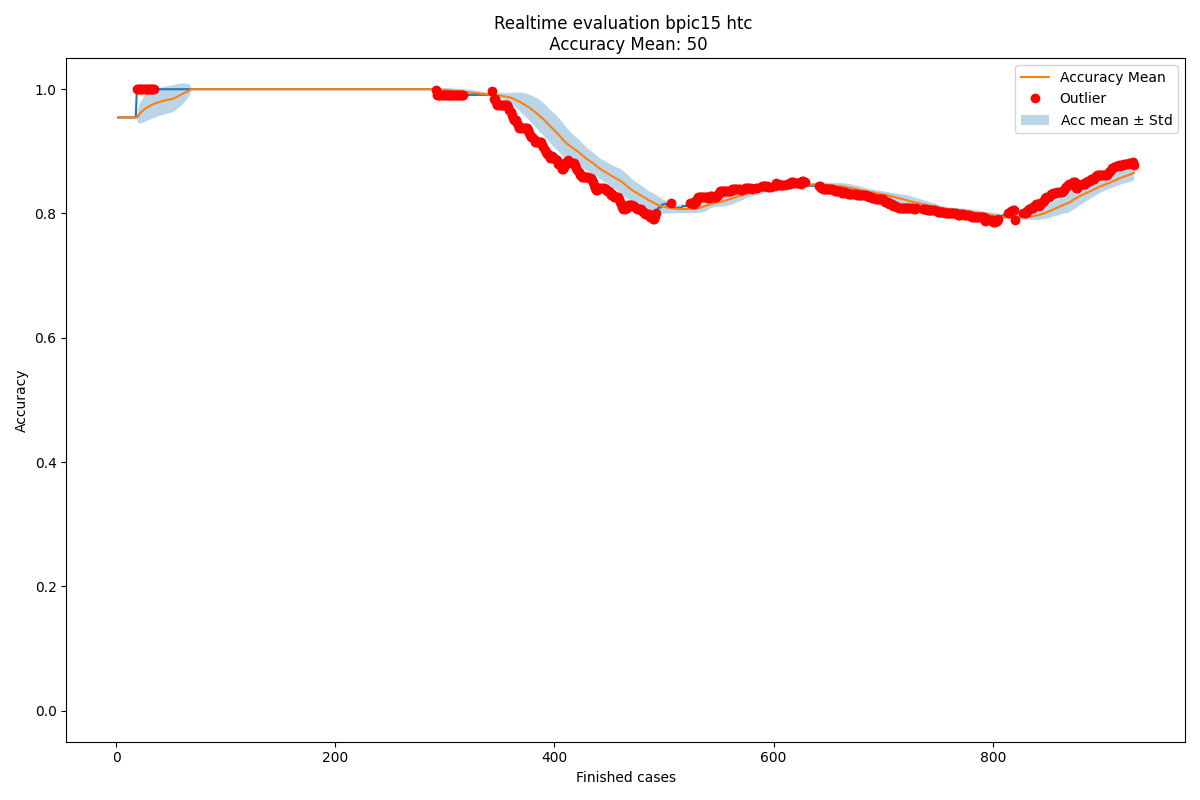 Realtime evaluation bpic15 htc
Accuracy Mean: 50
Accuracy Mean
Outlier
Acc mean ± Std
1.0
0.8
0.6
0.4
0.2
0.0
Accuracy
0 200 400 600 800
Finished cases